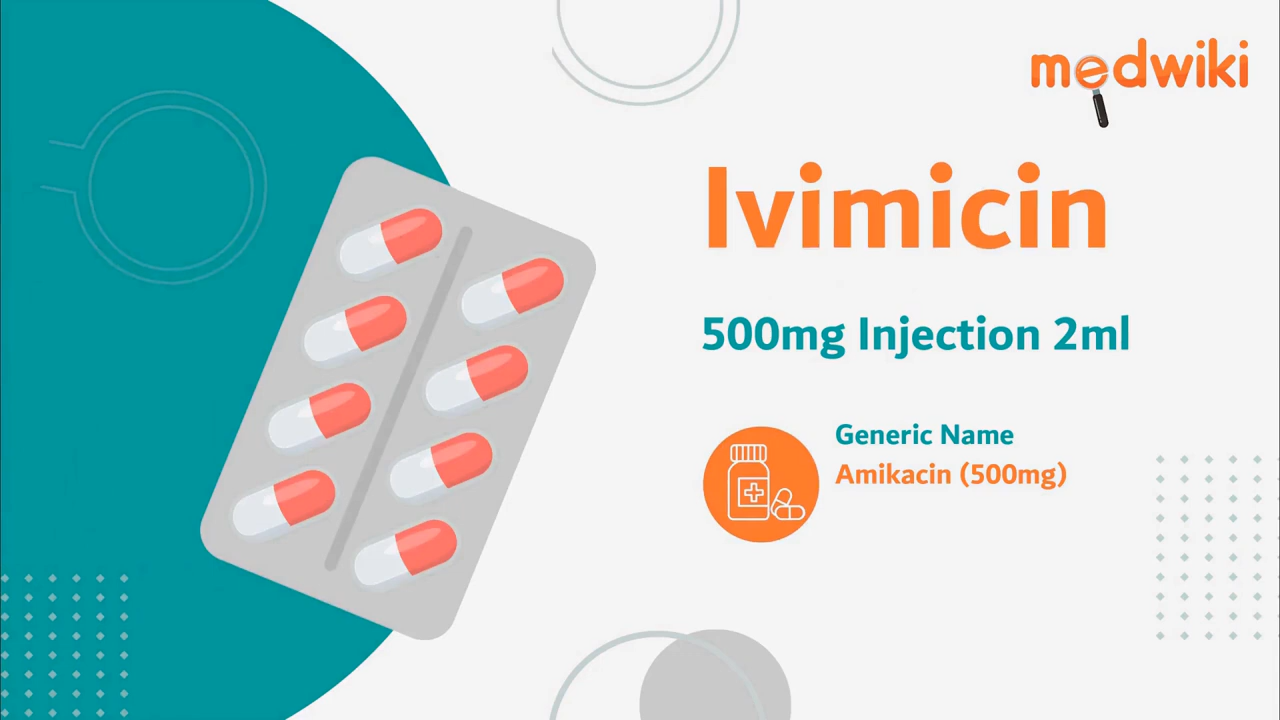 medwiki
Ivimicin
500mg Injection 2ml
Generic Name
Amikacin (500mg)